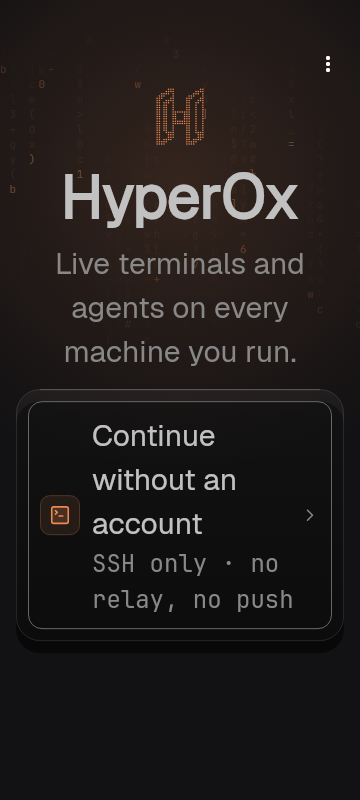 HyperOx
Live terminals and
agents on every
machine you run.
Continue
without an
account
SSH only · no
relay, no push